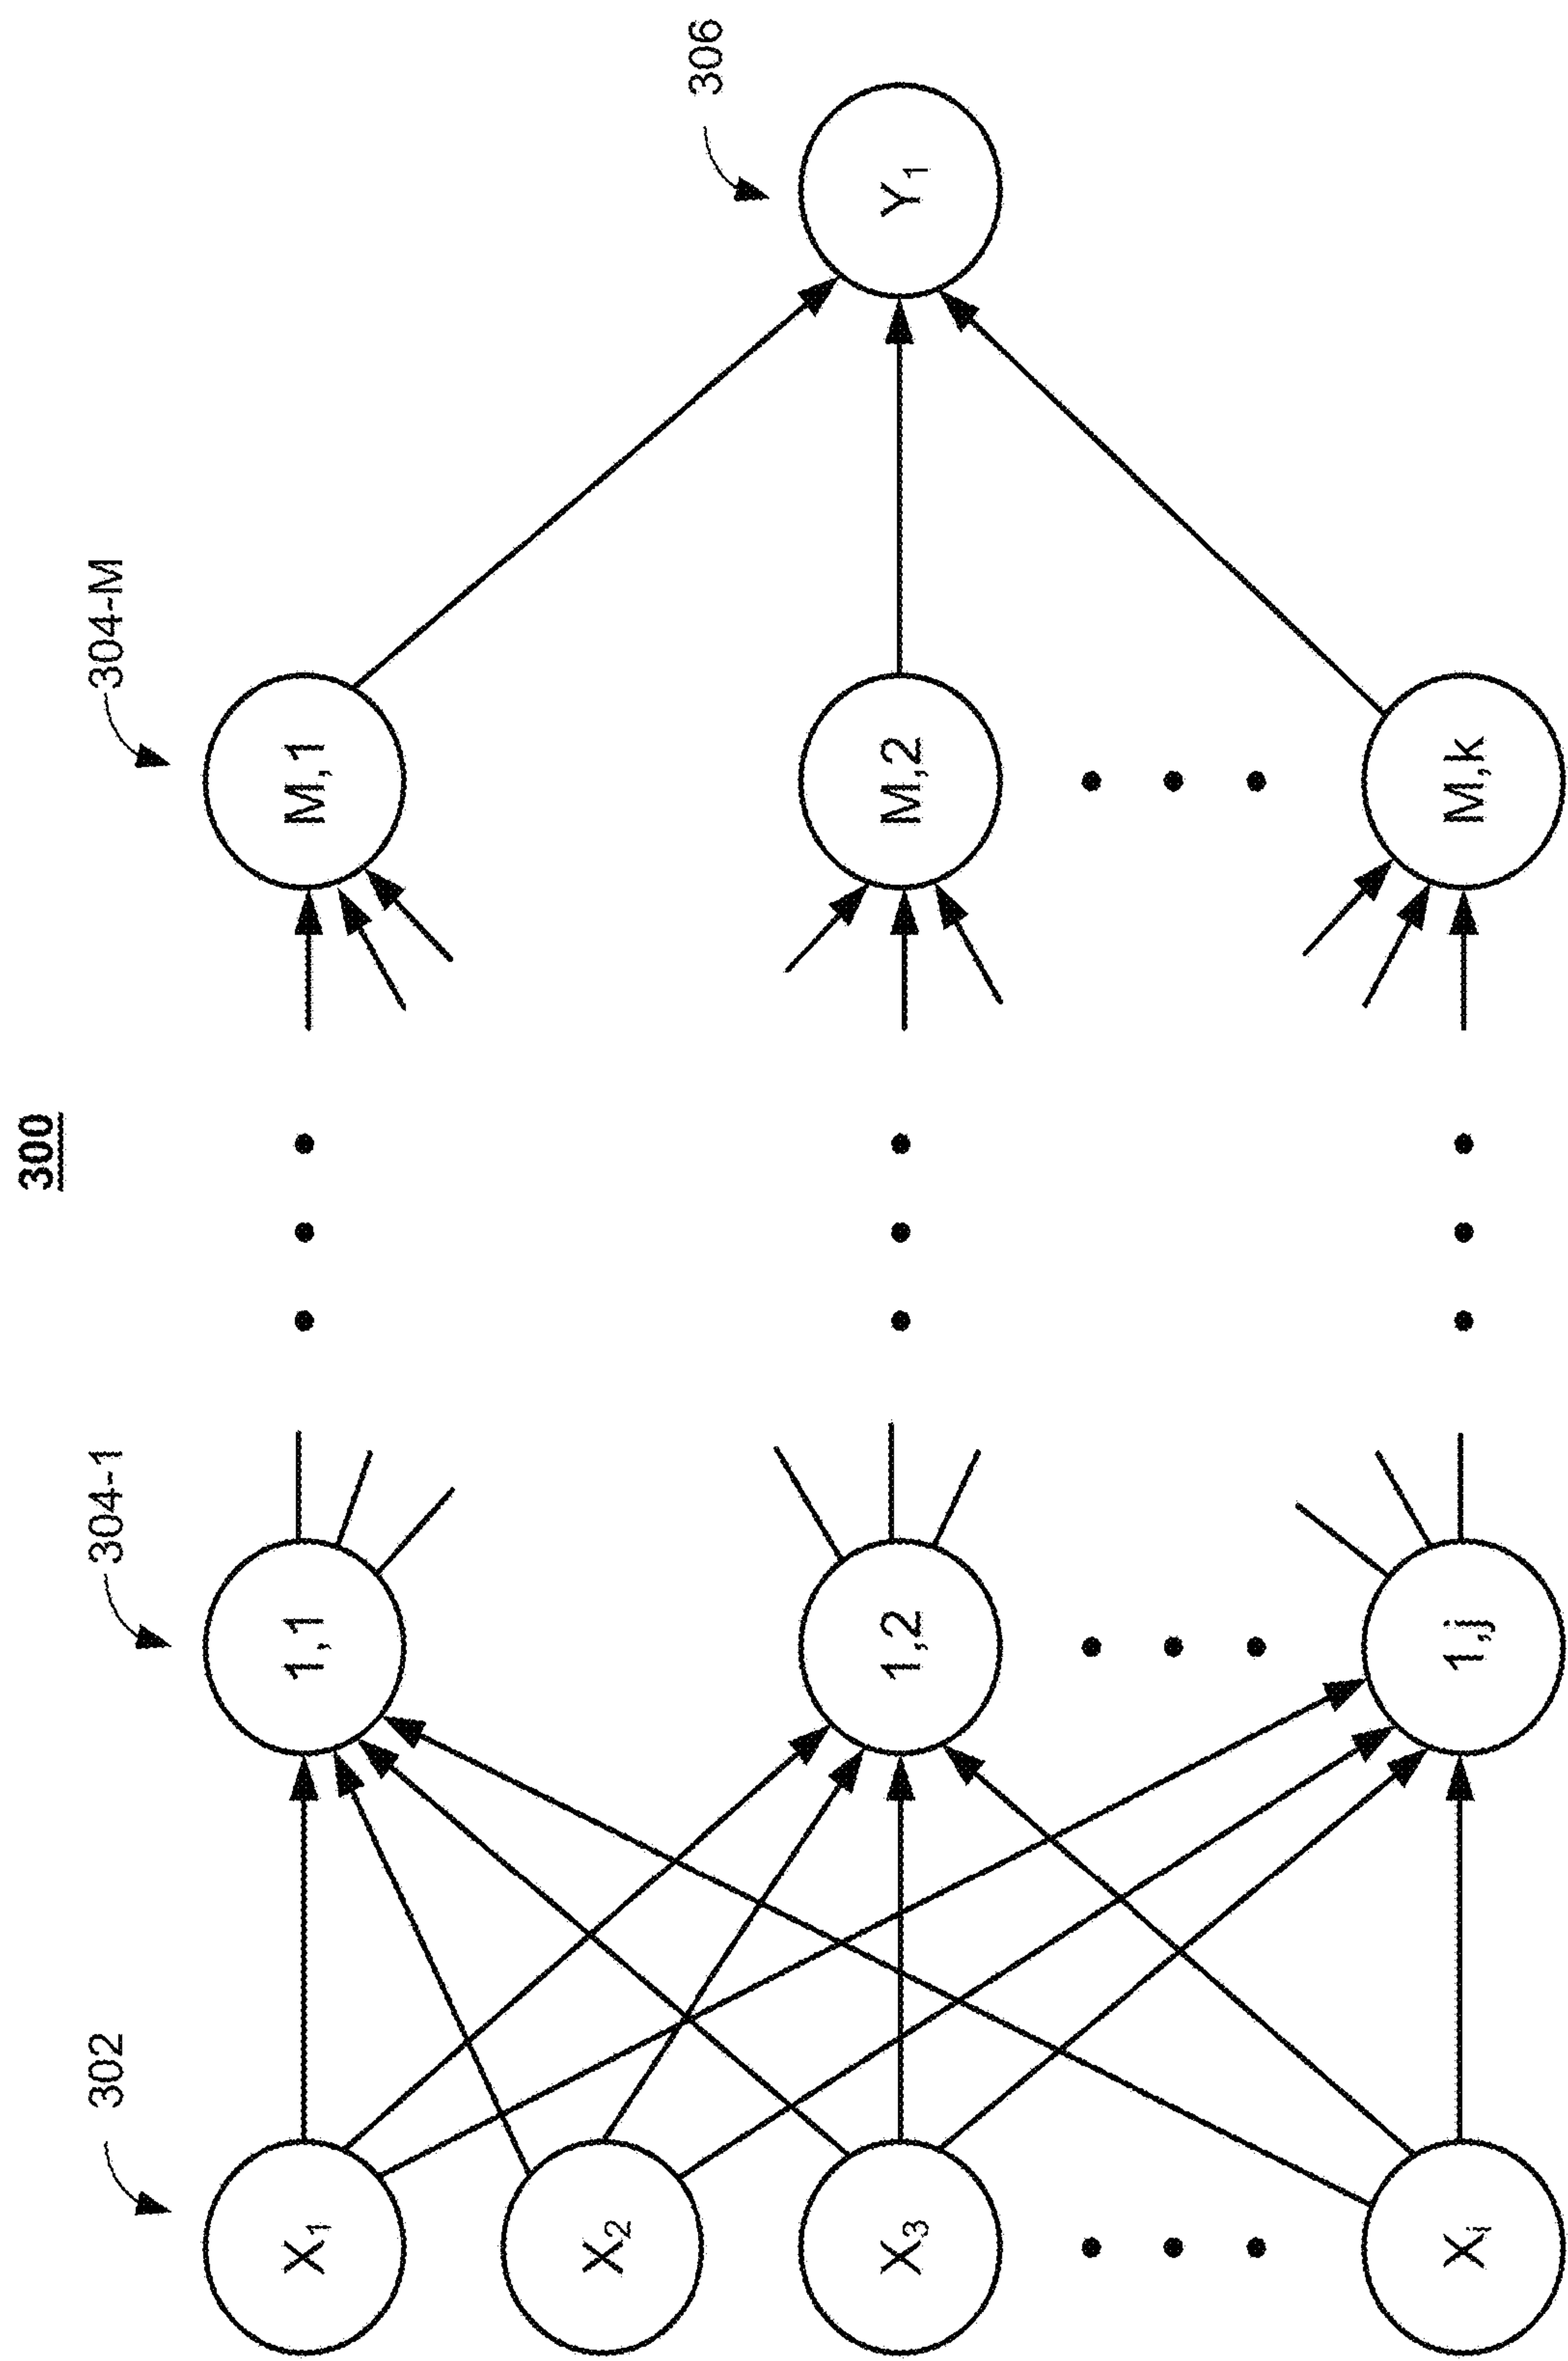 300
302
304-1
304-M
306
X₁
X₂
X₃
Xᵢ
1,1
1,2
1,j
M,1
M,2
M,k
Y₁